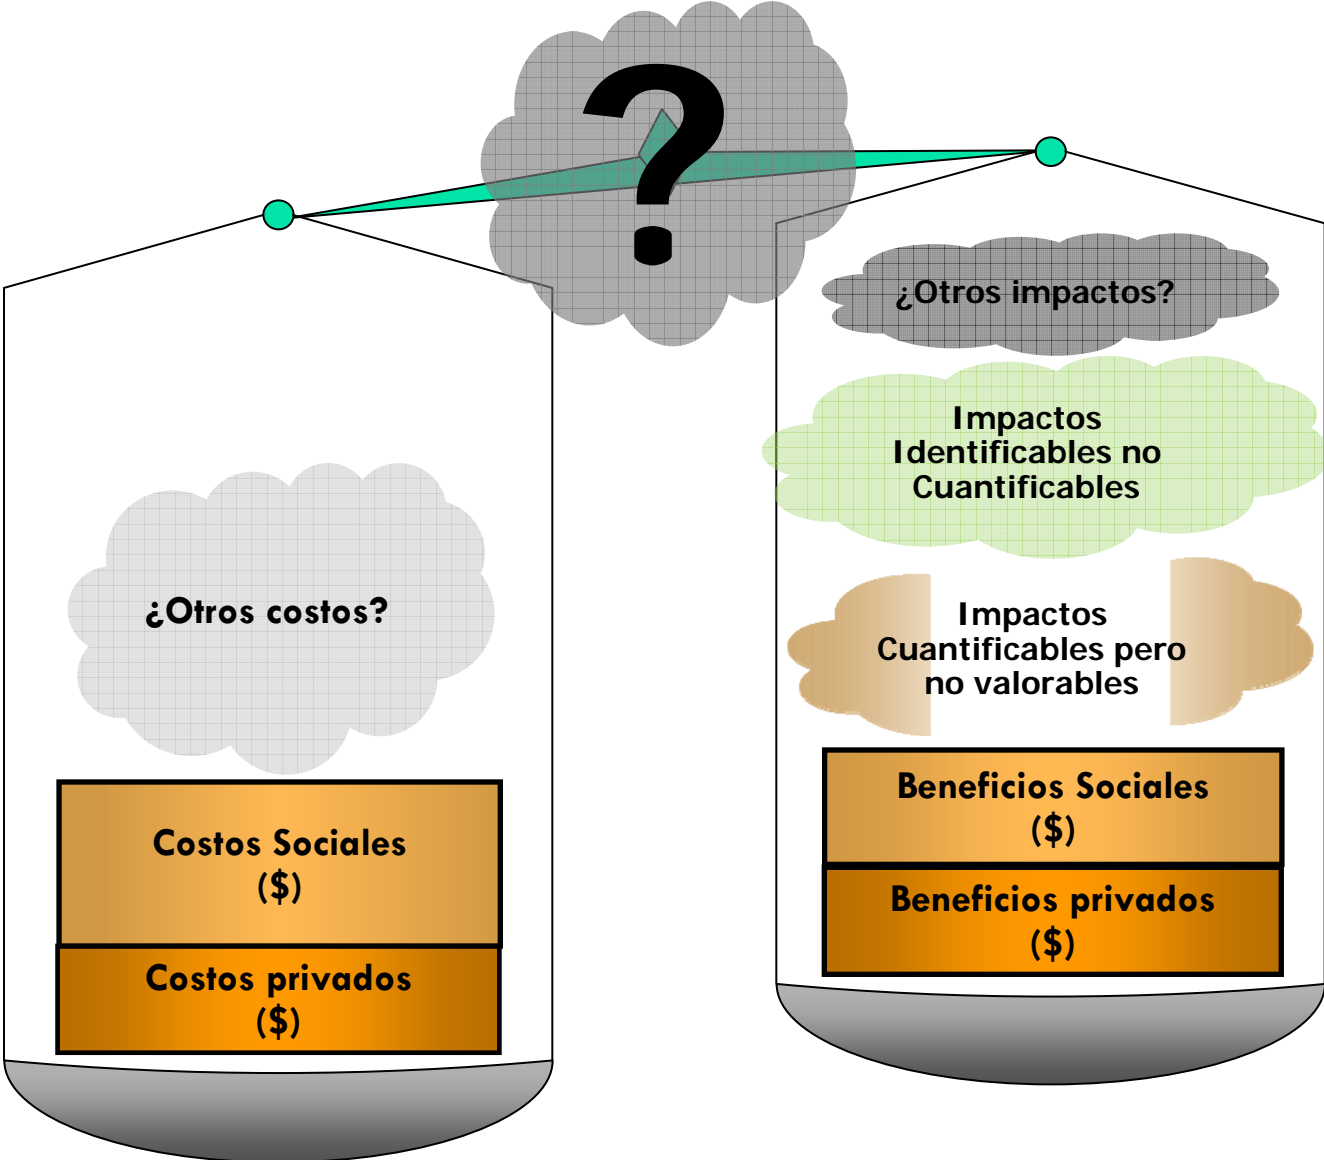 ?
¿Otros impactos?
Impactos
Identificables no
Cuantificables
Impactos
Cuantificables pero
no valorables
Beneficios Sociales
($)
Beneficios privados
($)
¿Otros costos?
Costos Sociales
($)
Costos privados
($)